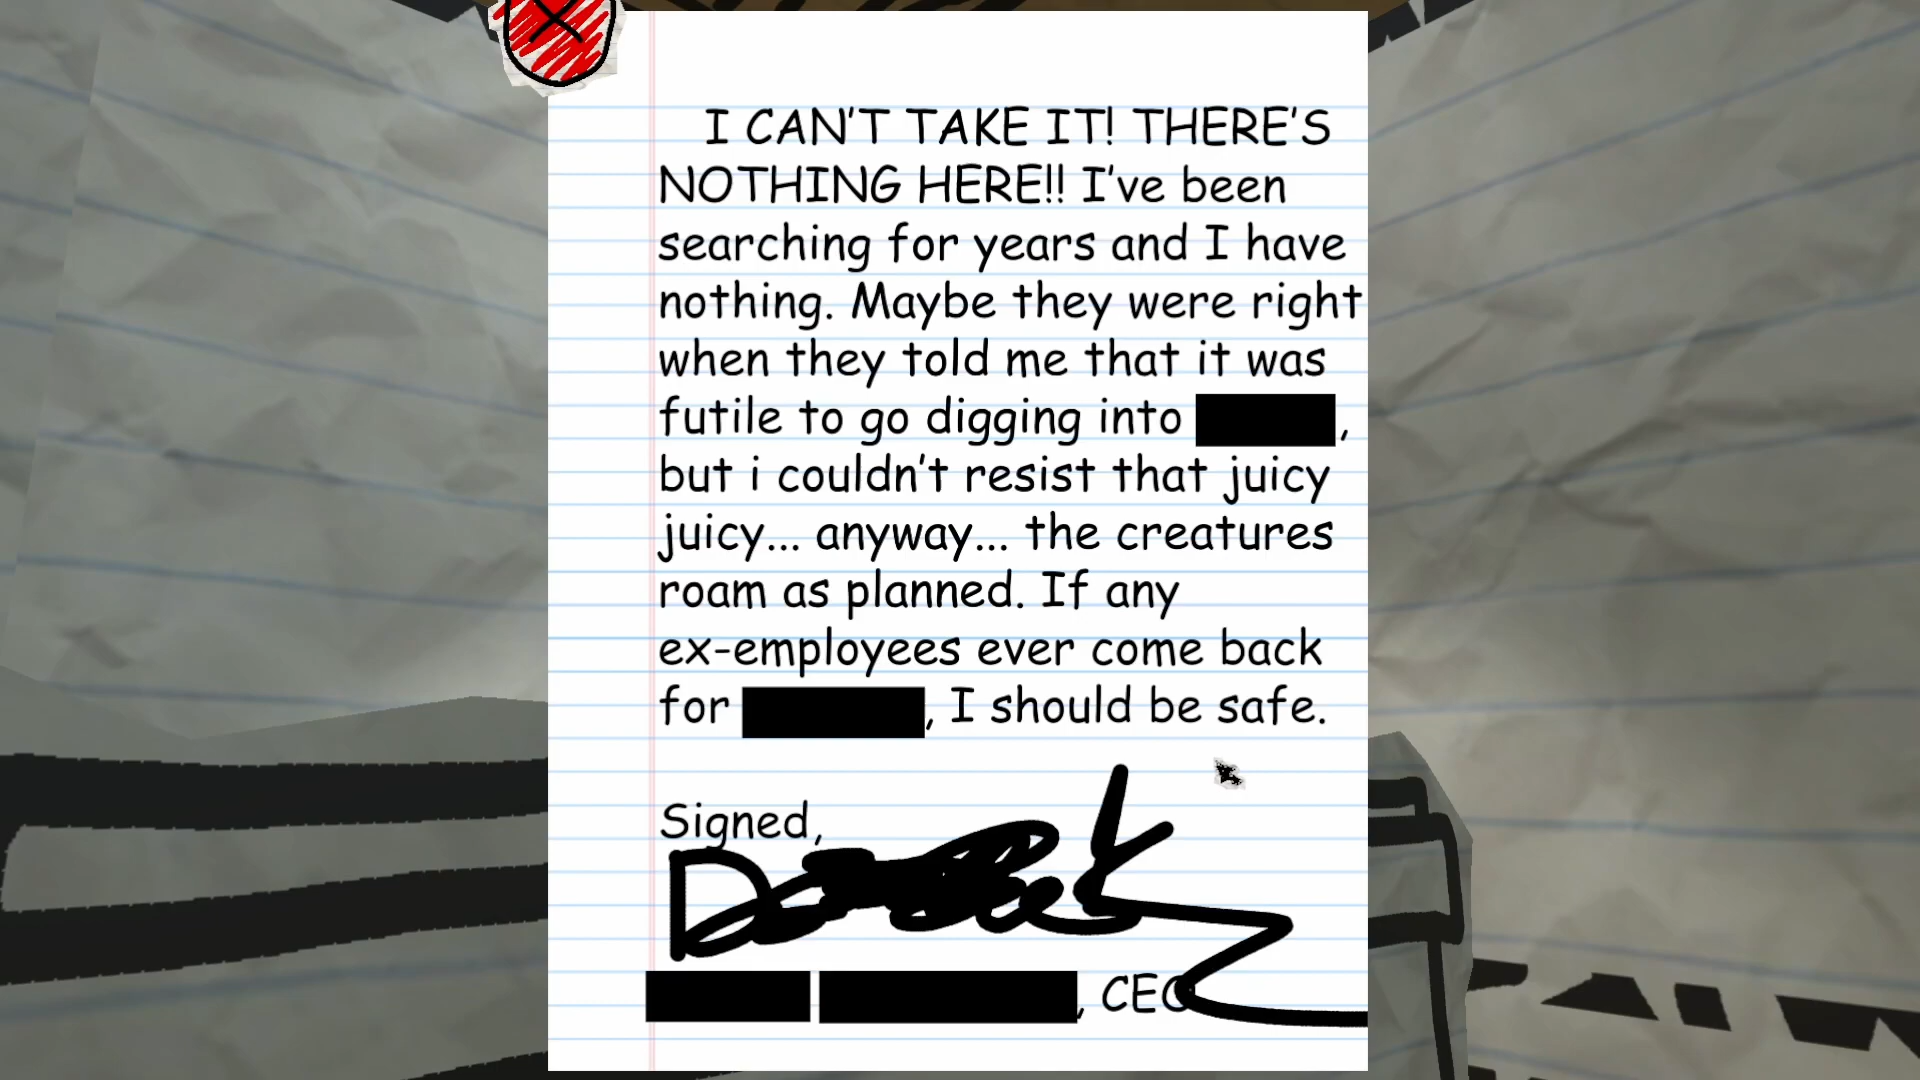 I CAN'T TAKE IT! THERE'S
NOTHING HERE!! I've been
searching for years and I have
nothing. Maybe they were right
when they told me that it was
futile to go digging into
,
but i couldn't resist that juicy
juicy... anyway... the creatures
roam as planned. If any
ex-employees ever come back
for , I should be safe.
Signed,
, CEO